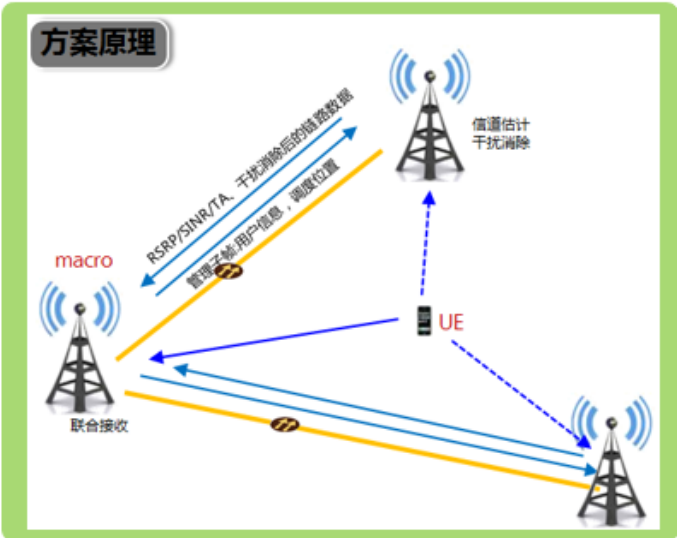 方案原理
信道估计
干扰消除
RSRP/SINR/TA、干扰消除后的链路数据
管理子帧:用户信息，调度位置
macro
UE
联合接收